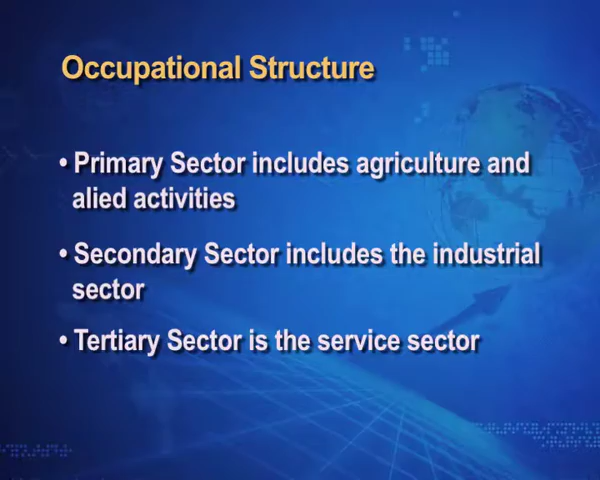 Occupational Structure
• Primary Sector includes agriculture and
alied activities
• Secondary Sector includes the industrial
sector
• Tertiary Sector is the service sector